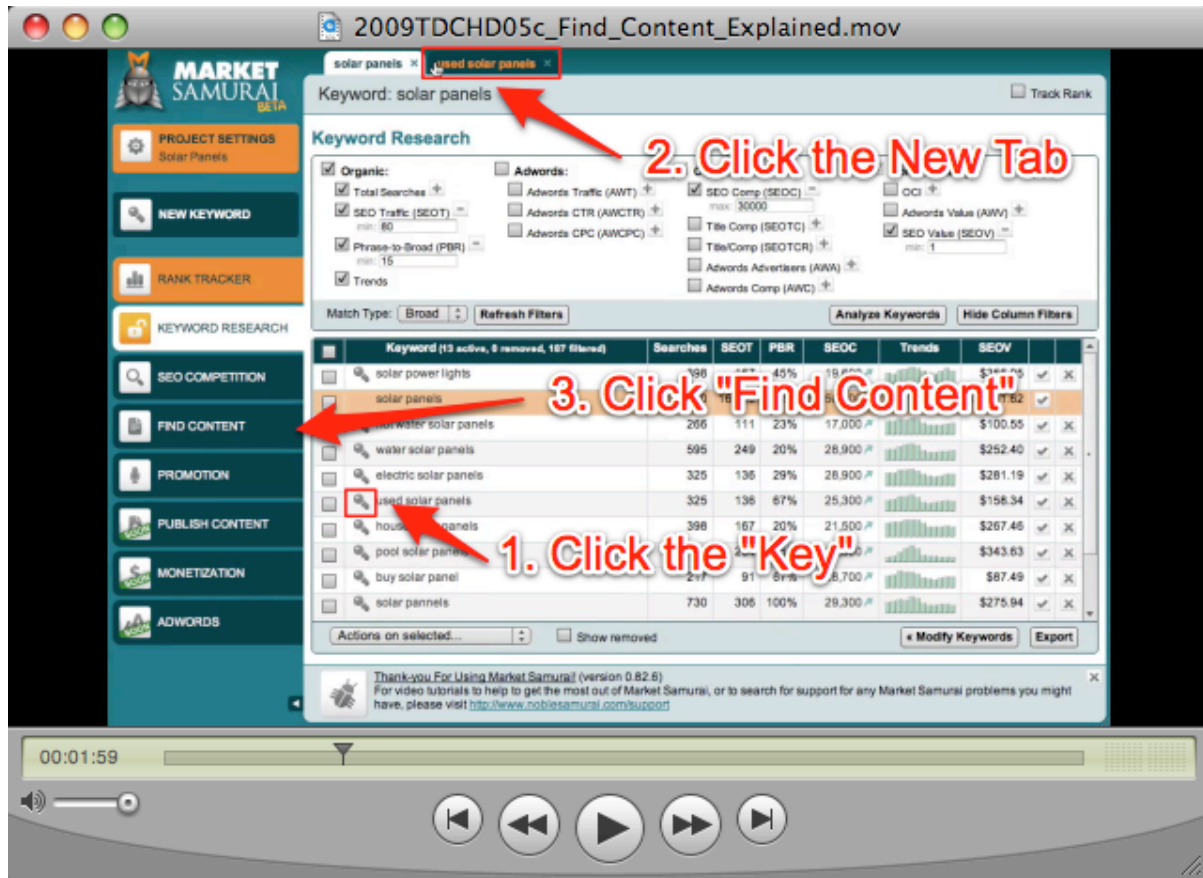 2009TDCHD05c_Find_Content_Explained.mov
MARKET
SAMURAI
BETA
solar panels ×
used solar panels ×
Keyword: solar panels
Track Rank
2. Click the New Tab
PROJECT SETTINGS
Solar Panels
NEW KEYWORD
RANK TRACKER
KEYWORD RESEARCH
SEO COMPETITION
FIND CONTENT
PROMOTION
PUBLISH CONTENT
MONETIZATION
ADWORDS
Keyword Research
Organic:
Total Searches +
SEO Traffic (SEOT) −
min: 80
Phrase-to-Broad (PBR) −
min: 15
Trends
Adwords:
Adwords Traffic (AWT) +
Adwords CTR (AWCTR) +
Adwords CPC (AWCPC) +
SEO Comp (SEOC) −
max: 30000
Title Comp (SEOTC) +
Title/Comp (SEOTCR) +
Adwords Advertisers (AWA) +
Adwords Comp (AWC) +
OCI +
Adwords Value (AWV) +
SEO Value (SEOV) −
min: 1
Match Type: Broad Refresh Filters Analyze Keywords Hide Column Filters
Keyword (13 active, 0 removed, 187 filtered) Searches SEOT PBR SEOC Trends SEOV
solar power lights 398 45%
3. Click "Find Content"
solar panels
water solar panels 266 111 23% 17,000 $100.55
water solar panels 595 249 20% 28,900 $252.40
electric solar panels 325 136 29% 28,900 $281.19
used solar panels 325 136 67% 25,300 $158.34
398 167 20% 21,500 $267.46
1. Click the "Key"
pool solar $343.63
buy solar panel 91 $87.49
solar pannels 730 306 100% 29,300 $275.94
Actions on selected... Show removed « Modify Keywords Export
Thank-you For Using Market Samurai! (version 0.82.6)
For video tutorials to help to get the most out of Market Samurai, or to search for support for any Market Samurai problems you might
have, please visit http://www.noblesamurai.com/support
00:01:59